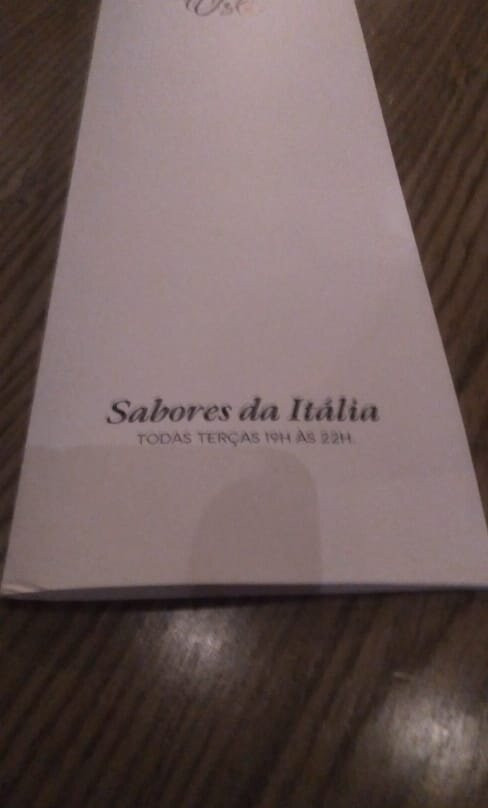 Sabores da Itália
TODAS TERÇAS 19H ÀS 22H.